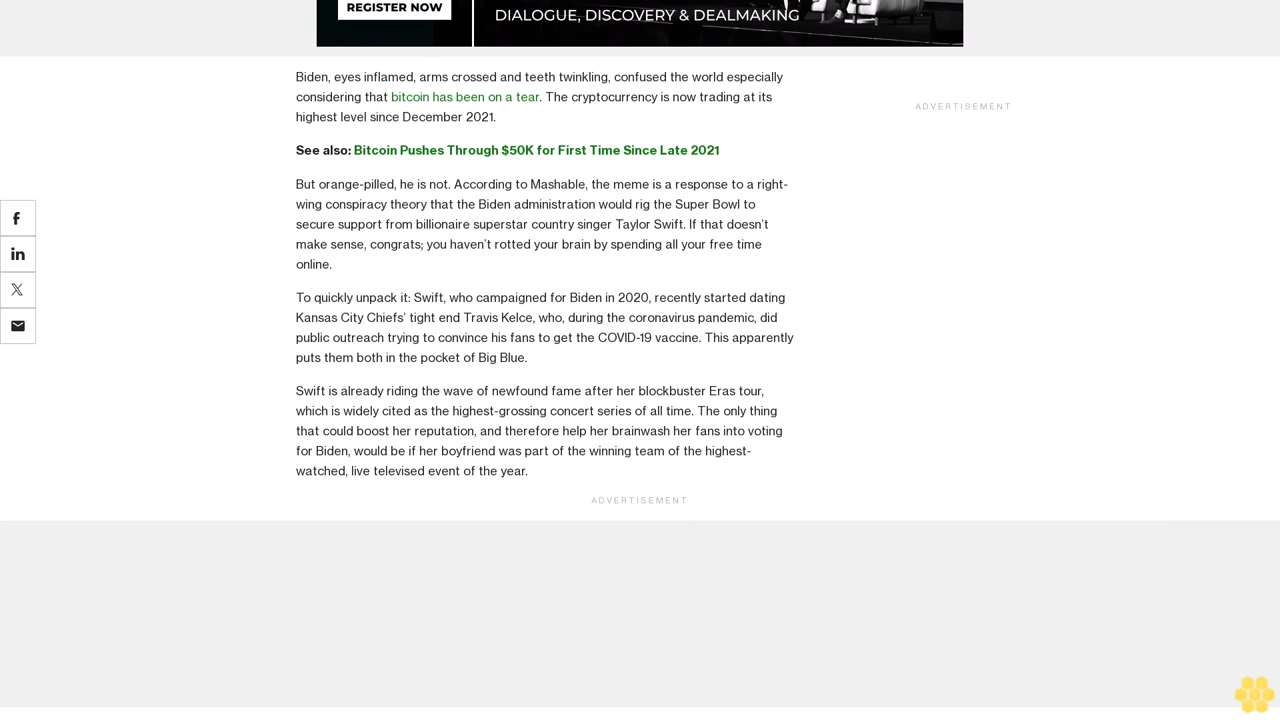 REGISTER NOW
DIALOGUE, DISCOVERY & DEALMAKING
Biden, eyes inflamed, arms crossed and teeth twinkling, confused the world especially
considering that bitcoin has been on a tear. The cryptocurrency is now trading at its
highest level since December 2021.
ADVERTISEMENT
See also: Bitcoin Pushes Through $50K for First Time Since Late 2021
But orange-pilled, he is not. According to Mashable, the meme is a response to a right-
wing conspiracy theory that the Biden administration would rig the Super Bowl to
secure support from billionaire superstar country singer Taylor Swift. If that doesn’t
make sense, congrats; you haven’t rotted your brain by spending all your free time
online.
To quickly unpack it: Swift, who campaigned for Biden in 2020, recently started dating
Kansas City Chiefs’ tight end Travis Kelce, who, during the coronavirus pandemic, did
public outreach trying to convince his fans to get the COVID-19 vaccine. This apparently
puts them both in the pocket of Big Blue.
Swift is already riding the wave of newfound fame after her blockbuster Eras tour,
which is widely cited as the highest-grossing concert series of all time. The only thing
that could boost her reputation, and therefore help her brainwash her fans into voting
for Biden, would be if her boyfriend was part of the winning team of the highest-
watched, live televised event of the year.
ADVERTISEMENT